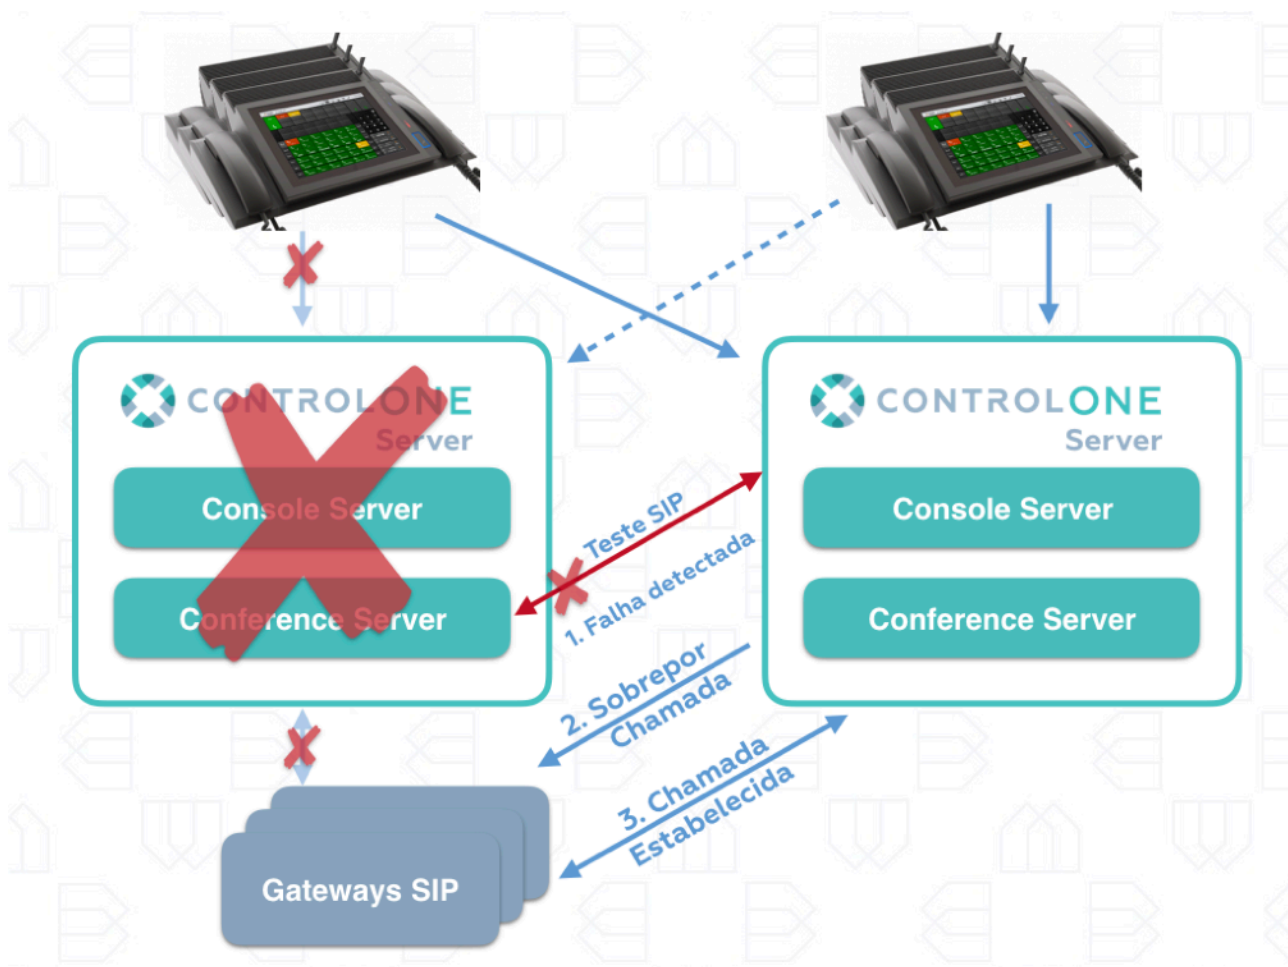 CONTROLONE
Server
Console Server
Conference Server
CONTROLONE
Server
Console Server
Conference Server
Teste SIP
1. Falha detectada
2. Sobrepor
Chamada
3. Chamada
Estabelecida
Gateways SIP